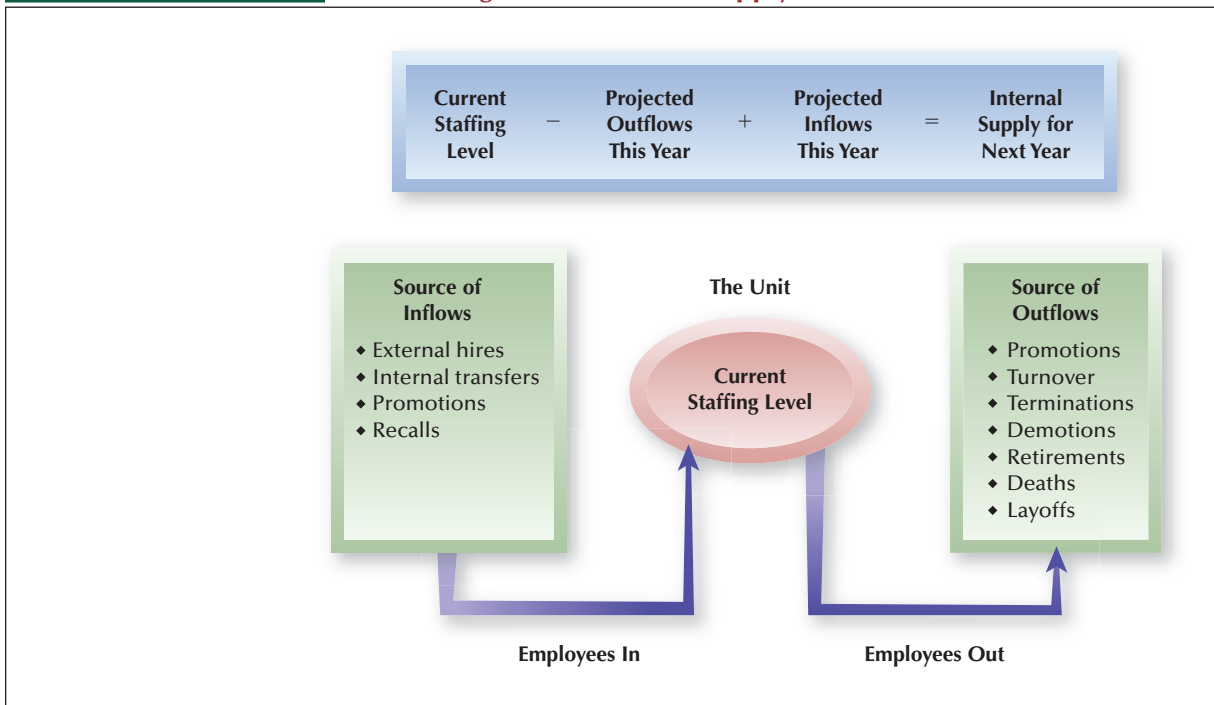 Current
Staffing
Level
−
Projected
Outflows
This Year
+
Projected
Inflows
This Year
=
Internal
Supply for
Next Year
Source of
Inflows
◆ External hires
◆ Internal transfers
◆ Promotions
◆ Recalls
The Unit
Current
Staffing Level
Source of
Outflows
◆ Promotions
◆ Turnover
◆ Terminations
◆ Demotions
◆ Retirements
◆ Deaths
◆ Layoffs
Employees In
Employees Out